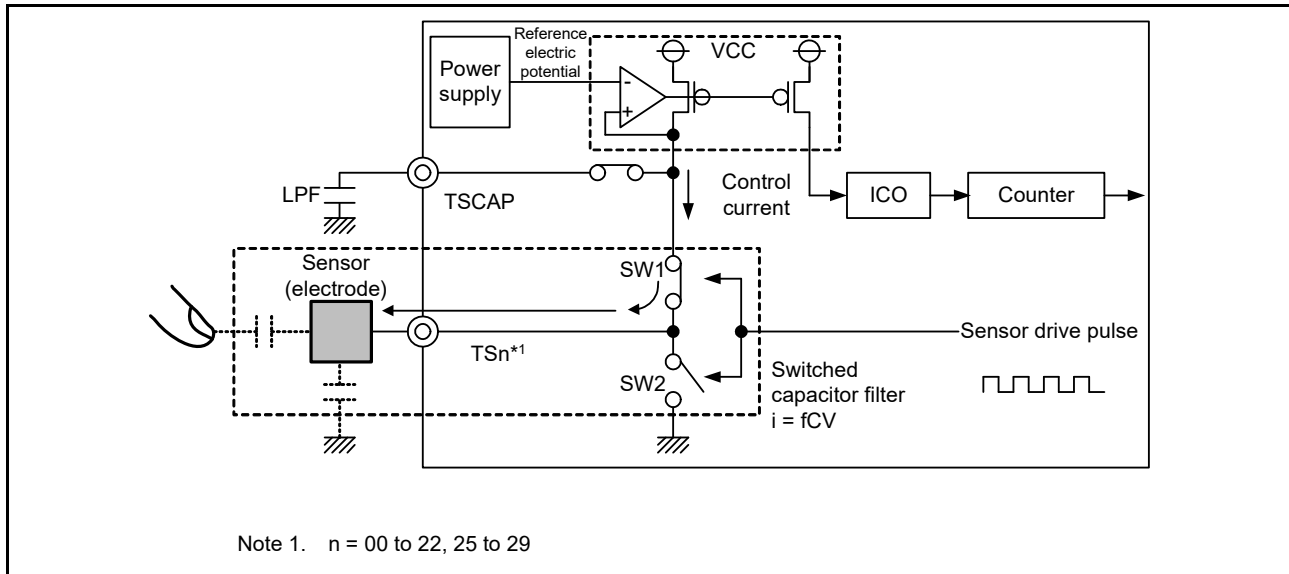 Reference
electric
potential
VCC
Power
supply
-
+
LPF
TSCAP
Control
current
ICO
Counter
Sensor
(electrode)
SW1
TSn*1
Sensor drive pulse
SW2
Switched
capacitor filter
i = fCV
Note 1. n = 00 to 22, 25 to 29